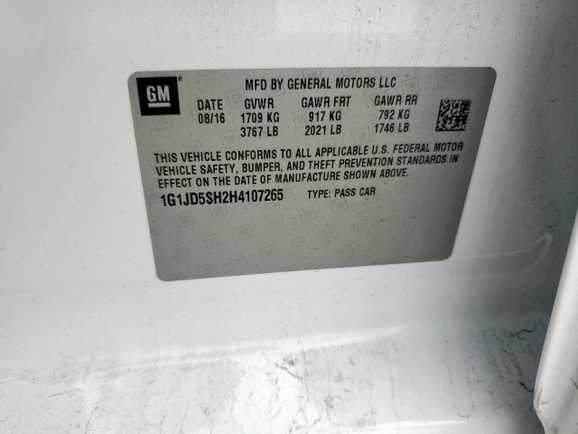 GM
MFD BY GENERAL MOTORS LLC
DATE GVWR GAWR FRT GAWR RR
08/16 1709 KG 917 KG 792 KG
3767 LB 2021 LB 1746 LB
THIS VEHICLE CONFORMS TO ALL APPLICABLE U.S. FEDERAL MOTOR
VEHICLE SAFETY, BUMPER, AND THEFT PREVENTION STANDARDS IN
EFFECT ON THE DATE OF MANUFACTURE SHOWN ABOVE.
1G1JD5SH2H4107265 TYPE: PASS CAR